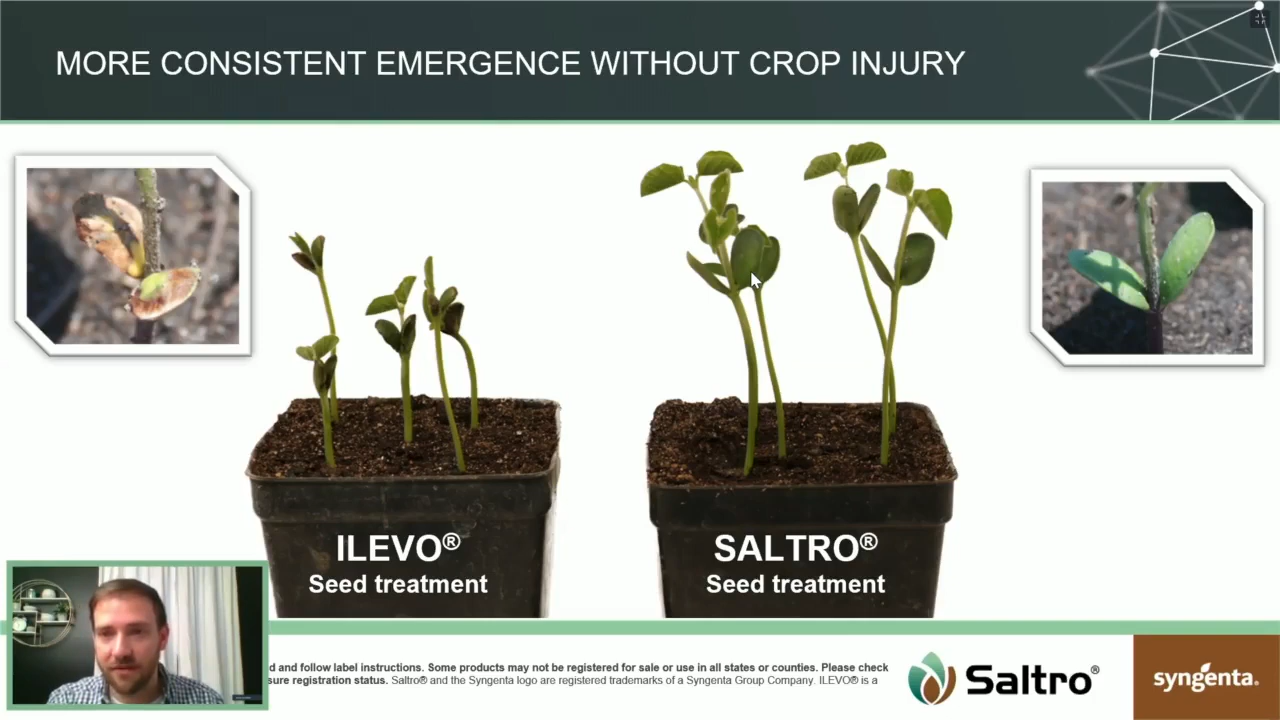 MORE CONSISTENT EMERGENCE WITHOUT CROP INJURY
ILEVO®
Seed treatment
SALTRO®
Seed treatment
and follow label instructions. Some products may not be registered for sale or use in all states or counties. Please check
registration status. Saltro® and the Syngenta logo are registered trademarks of a Syngenta Group Company. ILEVO® is a
Saltro®
syngenta